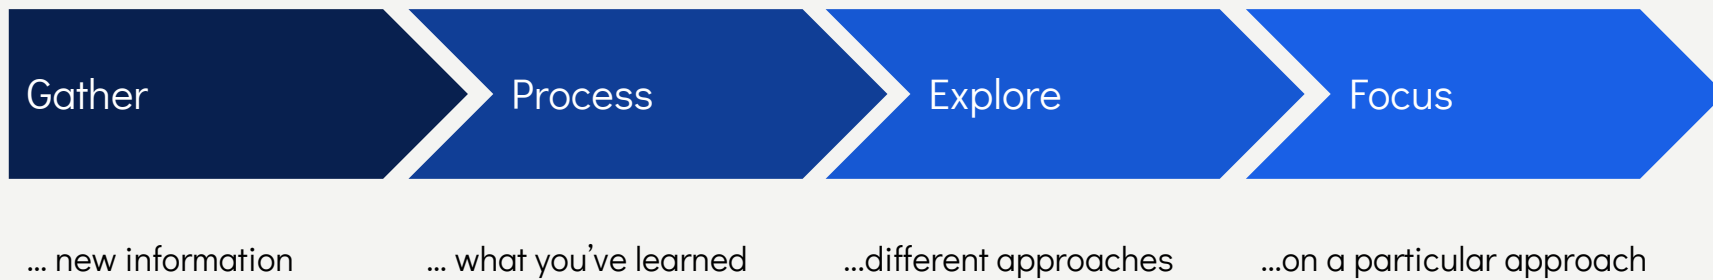 Gather
Process
Explore
Focus
... new information
... what you’ve learned
...different approaches
...on a particular approach